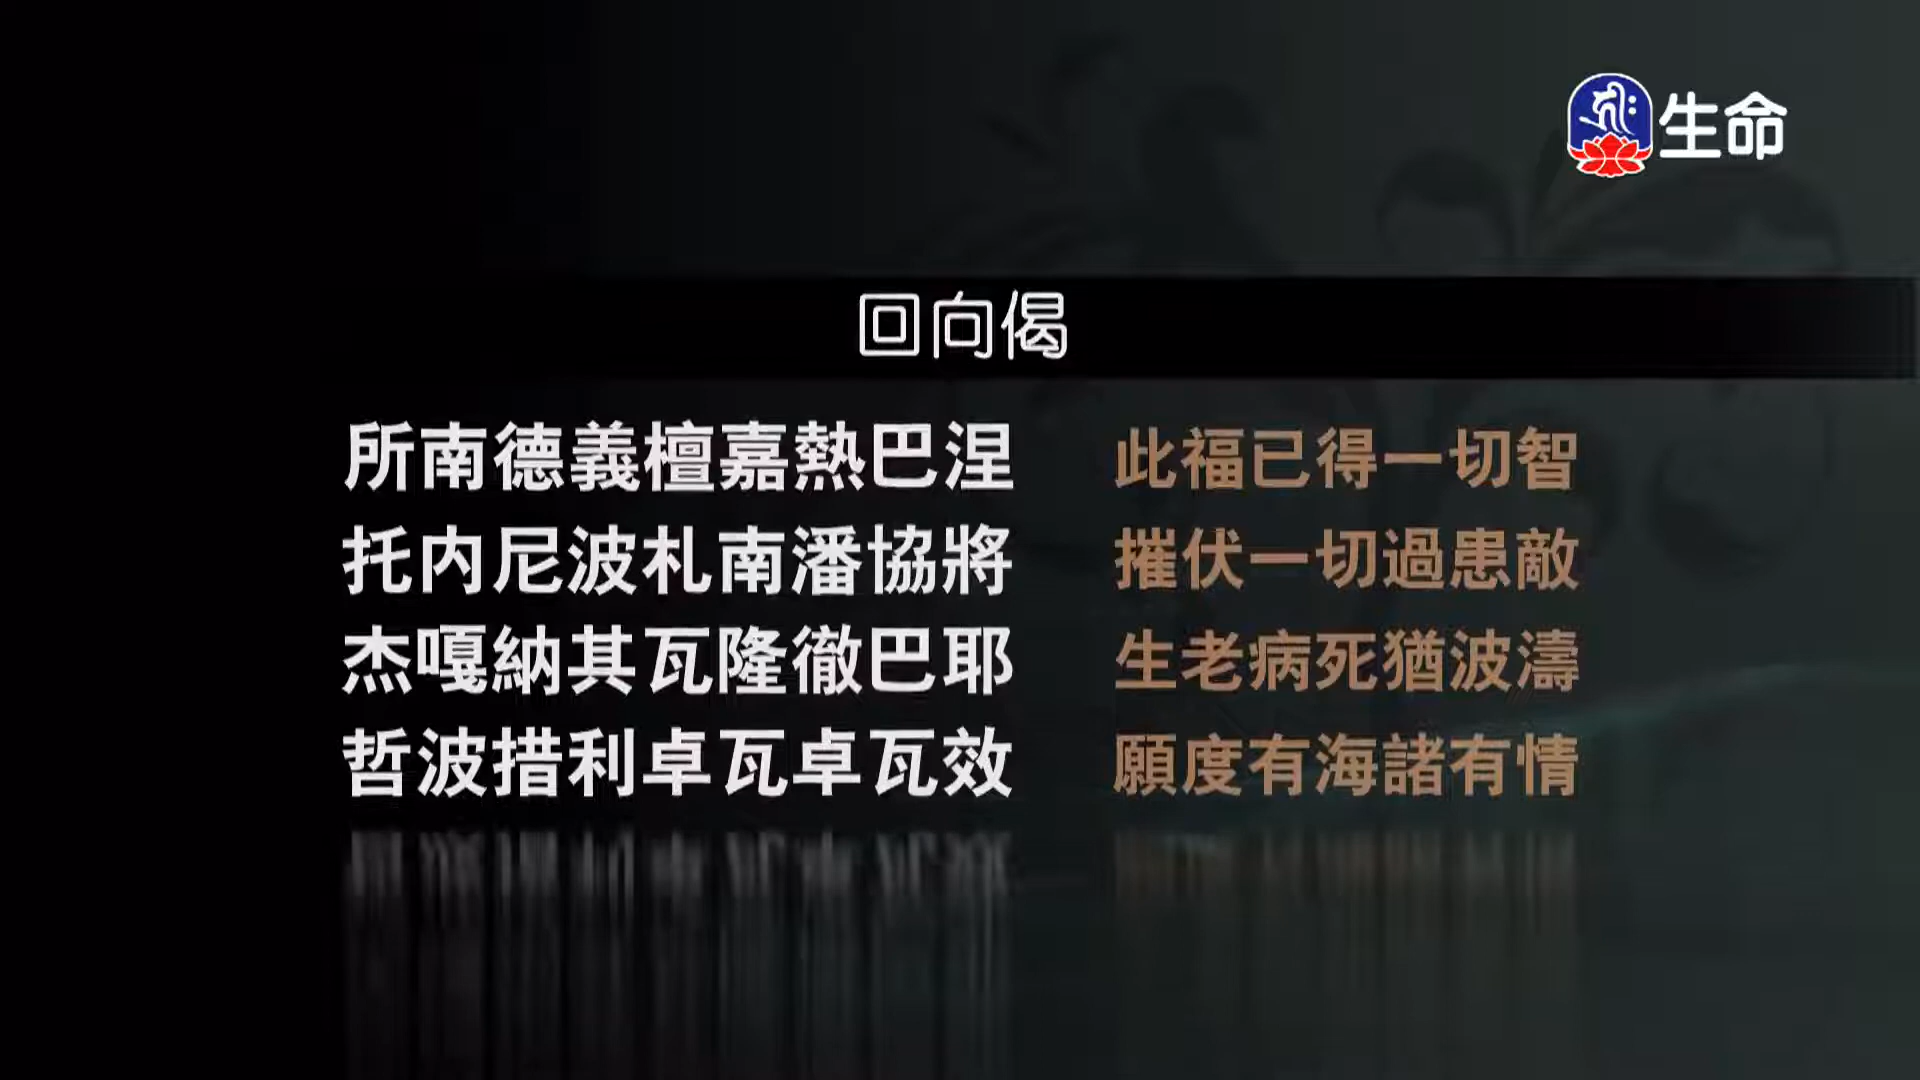 生命
回向偈
所南德義檀嘉熱巴涅
此福已得一切智
托内尼波札南潘協將
摧伏一切過患敵
杰嘎納其瓦隆徹巴耶
生老病死猶波濤
哲波措利卓瓦卓瓦效
願度有海諸有情